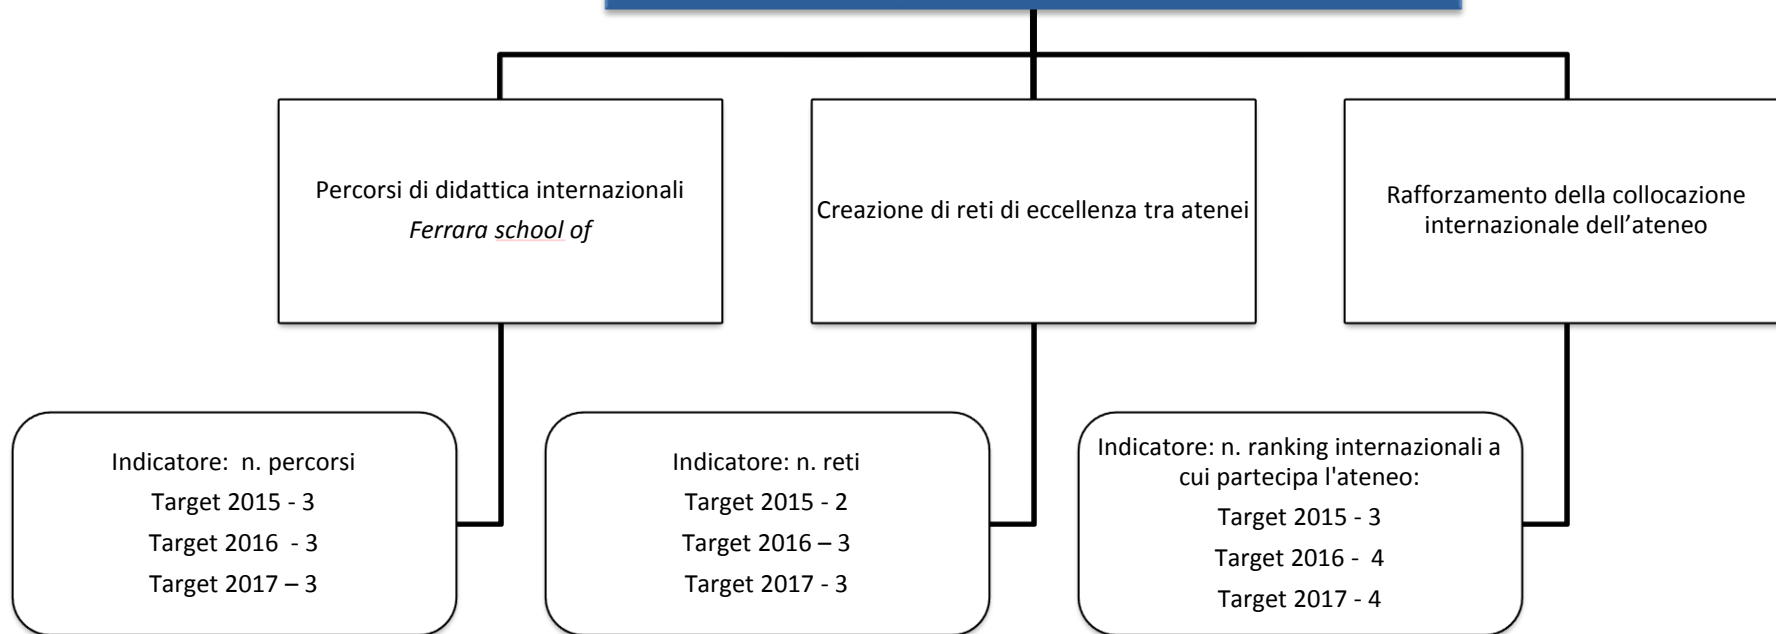 Percorsi di didattica internazionali
Ferrara school of
Creazione di reti di eccellenza tra atenei
Rafforzamento della collocazione
internazionale dell’ateneo
Indicatore:  n. percorsi
Target 2015 - 3
Target 2016  - 3
Target 2017 – 3
Indicatore: n. reti
Target 2015 - 2
Target 2016 – 3
Target 2017 - 3
Indicatore: n. ranking internazionali a
cui partecipa l'ateneo:
Target 2015 - 3
Target 2016 -  4
Target 2017 - 4